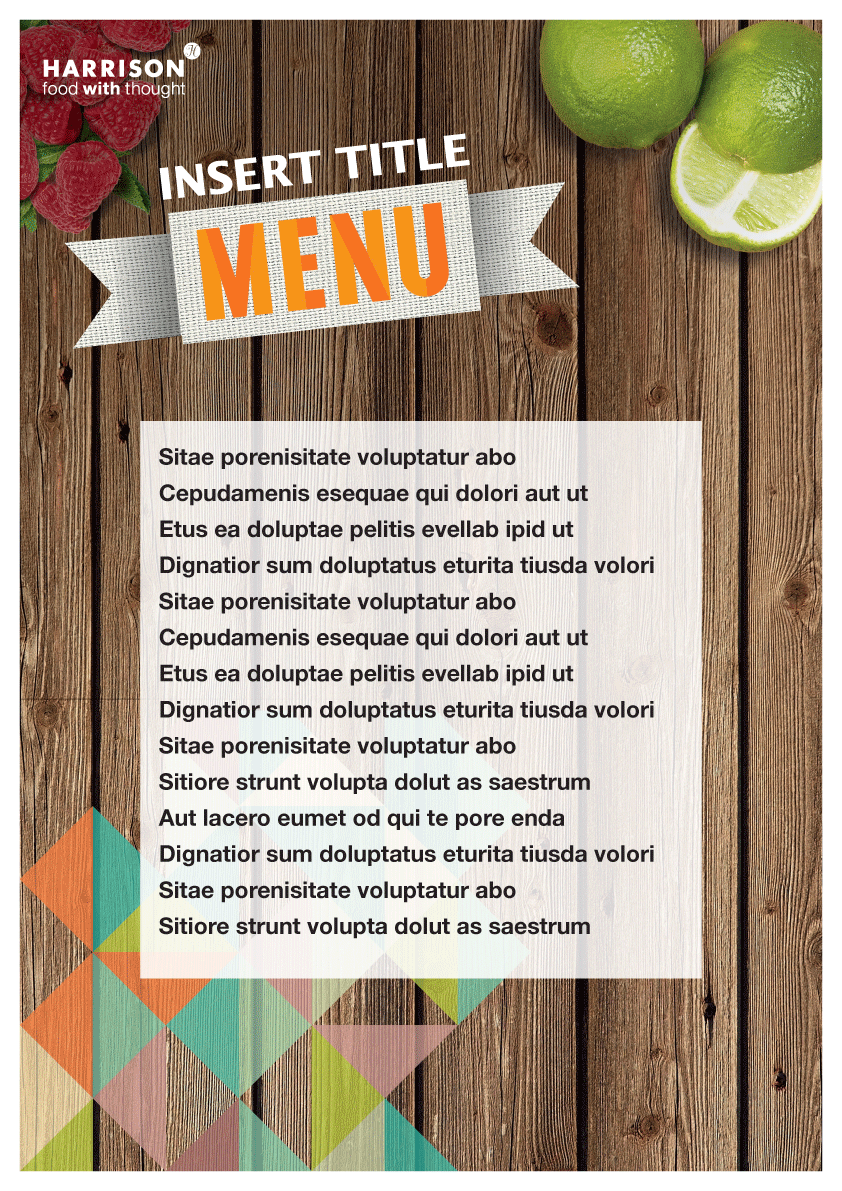 H
HARRISON
food with thought
INSERT TITLE
MENU
Sitae porenisitate voluptatur abo
Cepudamenis esequae qui dolori aut ut
Etus ea doluptae pelitis evellab ipid ut
Dignatior sum doluptatus eturita tiusda volori
Sitae porenisitate voluptatur abo
Cepudamenis esequae qui dolori aut ut
Etus ea doluptae pelitis evellab ipid ut
Dignatior sum doluptatus eturita tiusda volori
Sitae porenisitate voluptatur abo
Sitiore strunt volupta dolut as saestrum
Aut lacero eumet od qui te pore enda
Dignatior sum doluptatus eturita tiusda volori
Sitae porenisitate voluptatur abo
Sitiore strunt volupta dolut as saestrum